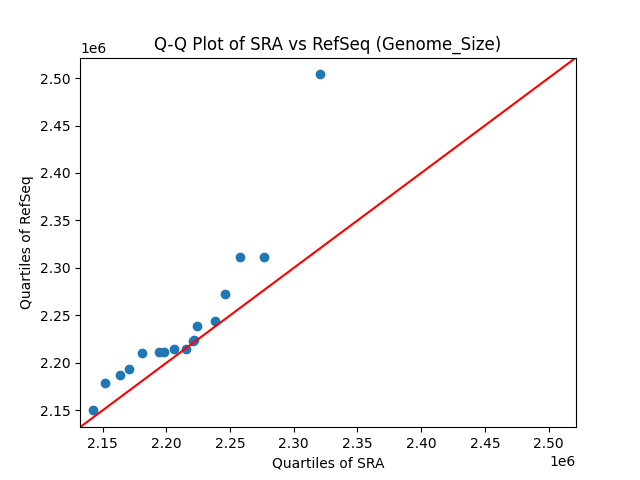 Q-Q Plot of SRA vs RefSeq (Genome_Size)
1e6
2.50
2.45
2.40
2.35
2.30
2.25
2.20
2.15
Quartiles of RefSeq
2.15 2.20 2.25 2.30 2.35 2.40 2.45 2.50
1e6
Quartiles of SRA